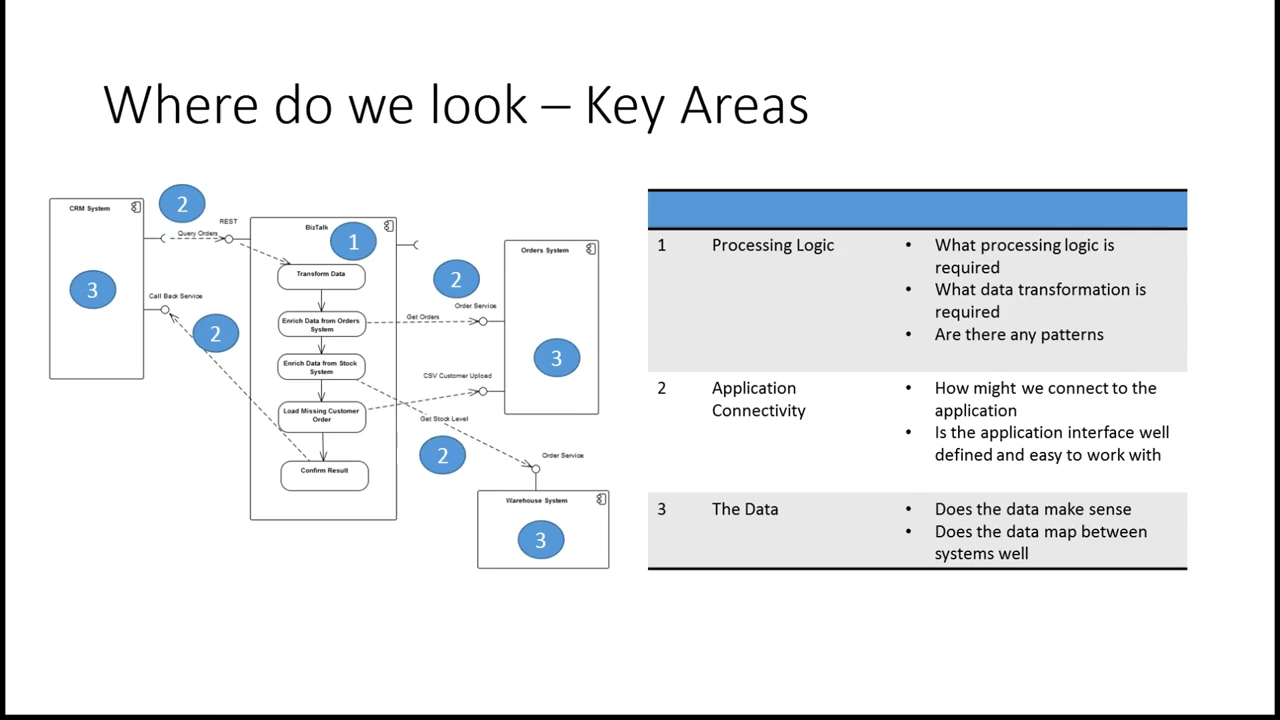 Where do we look – Key Areas
CRM System
2
Query Orders
REST
3
Call Back Service
2
BizTalk
1
Transform Data
Enrich Data from Orders
System
Enrich Data from Stock
System
Load Missing Customer
Order
Confirm Result
2
Order Service
Get Orders
CSV Customer Upload
Get Stock Level
2
Orders System
3
Order Service
Warehouse System
3
1
Processing Logic
• What processing logic is
required
• What data transformation is
required
• Are there any patterns
2
Application
Connectivity
• How might we connect to the
application
• Is the application interface well
defined and easy to work with
3
The Data
• Does the data make sense
• Does the data map between
systems well